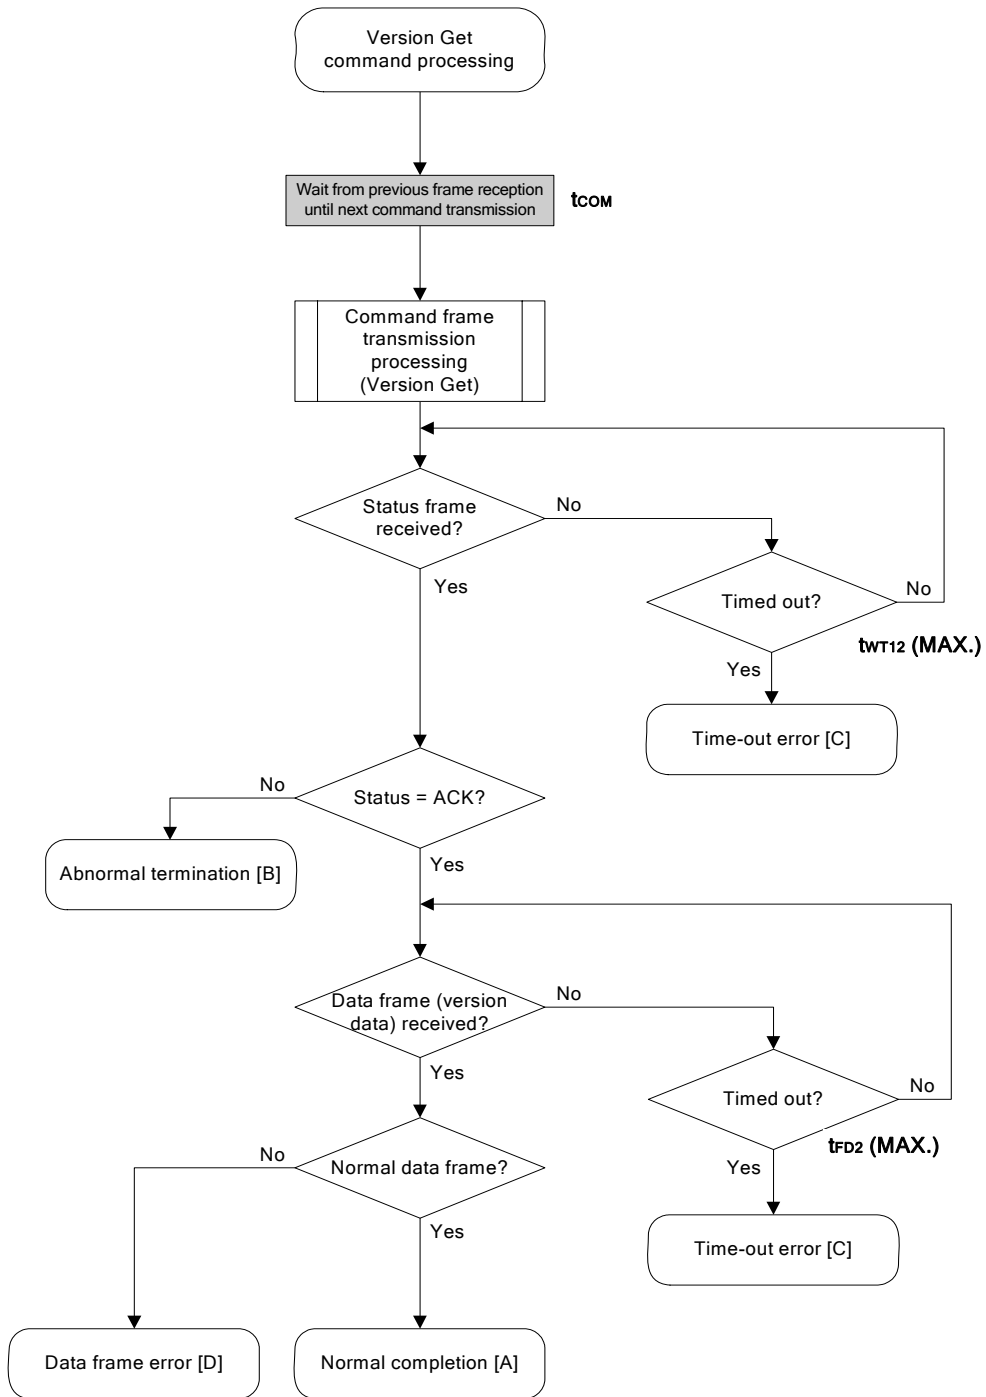 Version Get
command processing
Wait from previous frame reception
until next command transmission
tCOM
Command frame
transmission
processing
(Version Get)
Status frame
received?
No
Yes
Timed out?
No
tWT12 (MAX.)
Yes
Time-out error [C]
No
Status = ACK?
Abnormal termination [B]
Yes
Data frame (version
data) received?
No
Yes
Timed out?
No
tFD2 (MAX.)
Yes
Time-out error [C]
No
Normal data frame?
Yes
Data frame error [D]
Normal completion [A]